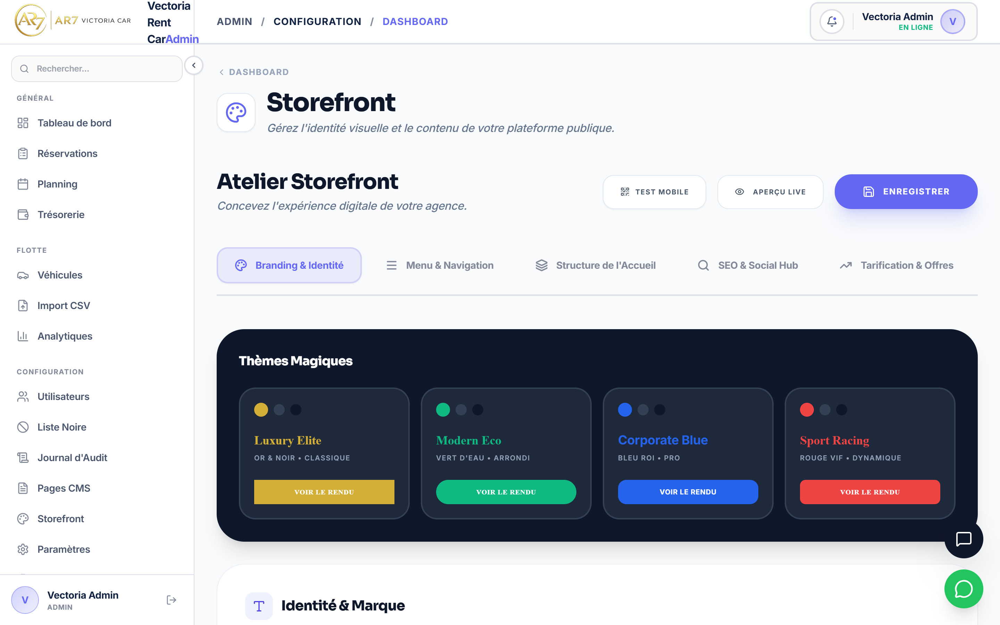 AR7 AR7 VICTORIA CAR
Vectoria
Rent
CarAdmin
ADMIN / CONFIGURATION / DASHBOARD
Vectoria Admin
EN LIGNE
V
Rechercher...
GÉNÉRAL
Tableau de bord
Réservations
Planning
Trésorerie
FLOTTE
Véhicules
Import CSV
Analytiques
CONFIGURATION
Utilisateurs
Liste Noire
Journal d'Audit
Pages CMS
Storefront
Paramètres
V
Vectoria Admin
ADMIN
DASHBOARD
Storefront
Gérez l'identité visuelle et le contenu de votre plateforme publique.
Atelier Storefront
Concevez l'expérience digitale de votre agence.
TEST MOBILE
APERÇU LIVE
ENREGISTRER
Branding & Identité
Menu & Navigation
Structure de l'Accueil
SEO & Social Hub
Tarification & Offres
Thèmes Magiques
Luxury Elite
OR & NOIR • CLASSIQUE
VOIR LE RENDU
Modern Eco
VERT D'EAU • ARRONDI
VOIR LE RENDU
Corporate Blue
BLEU ROI • PRO
VOIR LE RENDU
Sport Racing
ROUGE VIF • DYNAMIQUE
VOIR LE RENDU
Identité & Marque